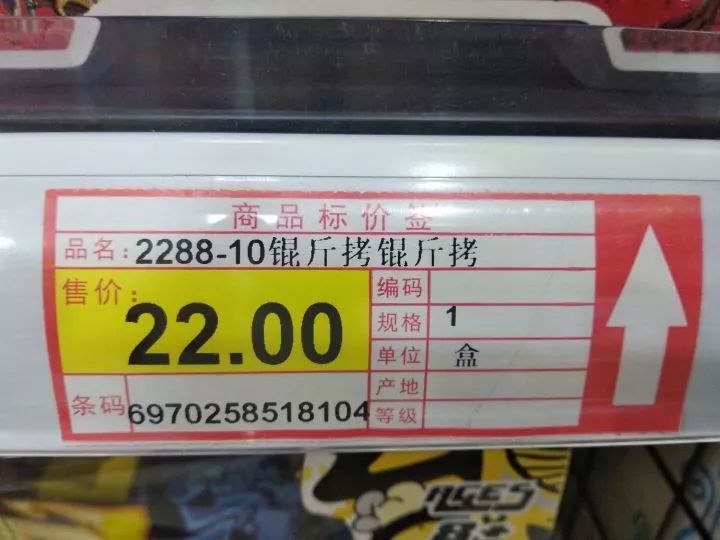 商品标价签
品名:2288-10锟斤拷锟斤拷
售价:
22.00
编码
规格 1
单位 盒
产地
条码 6970258518104
等级